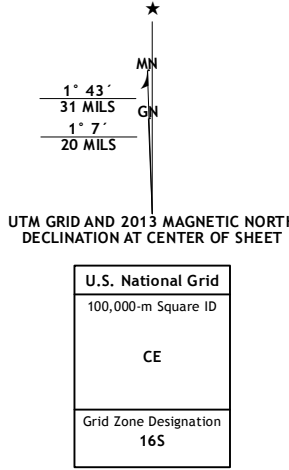 MN
1° 43´
31 MILS
GN
1° 7´
20 MILS
UTM GRID AND 2013 MAGNETIC NORTH
DECLINATION AT CENTER OF SHEET
U.S. National Grid
100,000-m Square ID
CE
Grid Zone Designation
16S